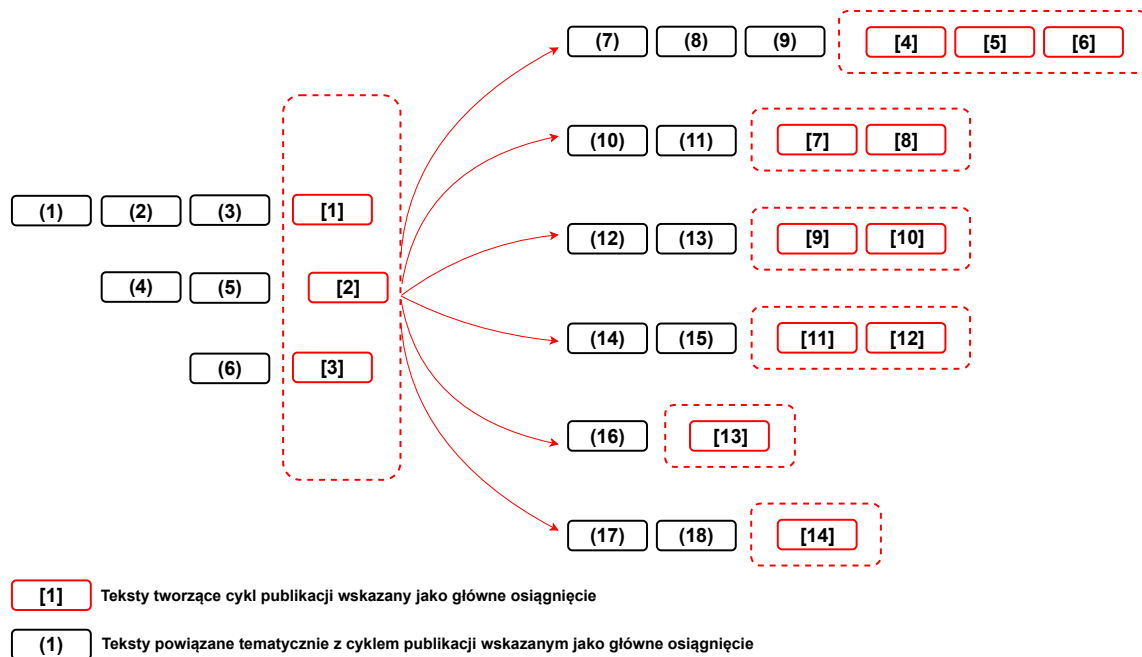 (7) (8) (9) [4] [5] [6]
(10) (11) [7] [8]
(1) (2) (3) [1]
(12) (13) [9] [10]
(4) (5) [2]
(14) (15) [11] [12]
(6) [3]
(16) [13]
(17) (18) [14]
[1] Teksty tworzące cykl publikacji wskazany jako główne osiągnięcie
(1) Teksty powiązane tematycznie z cyklem publikacji wskazanym jako główne osiągnięcie